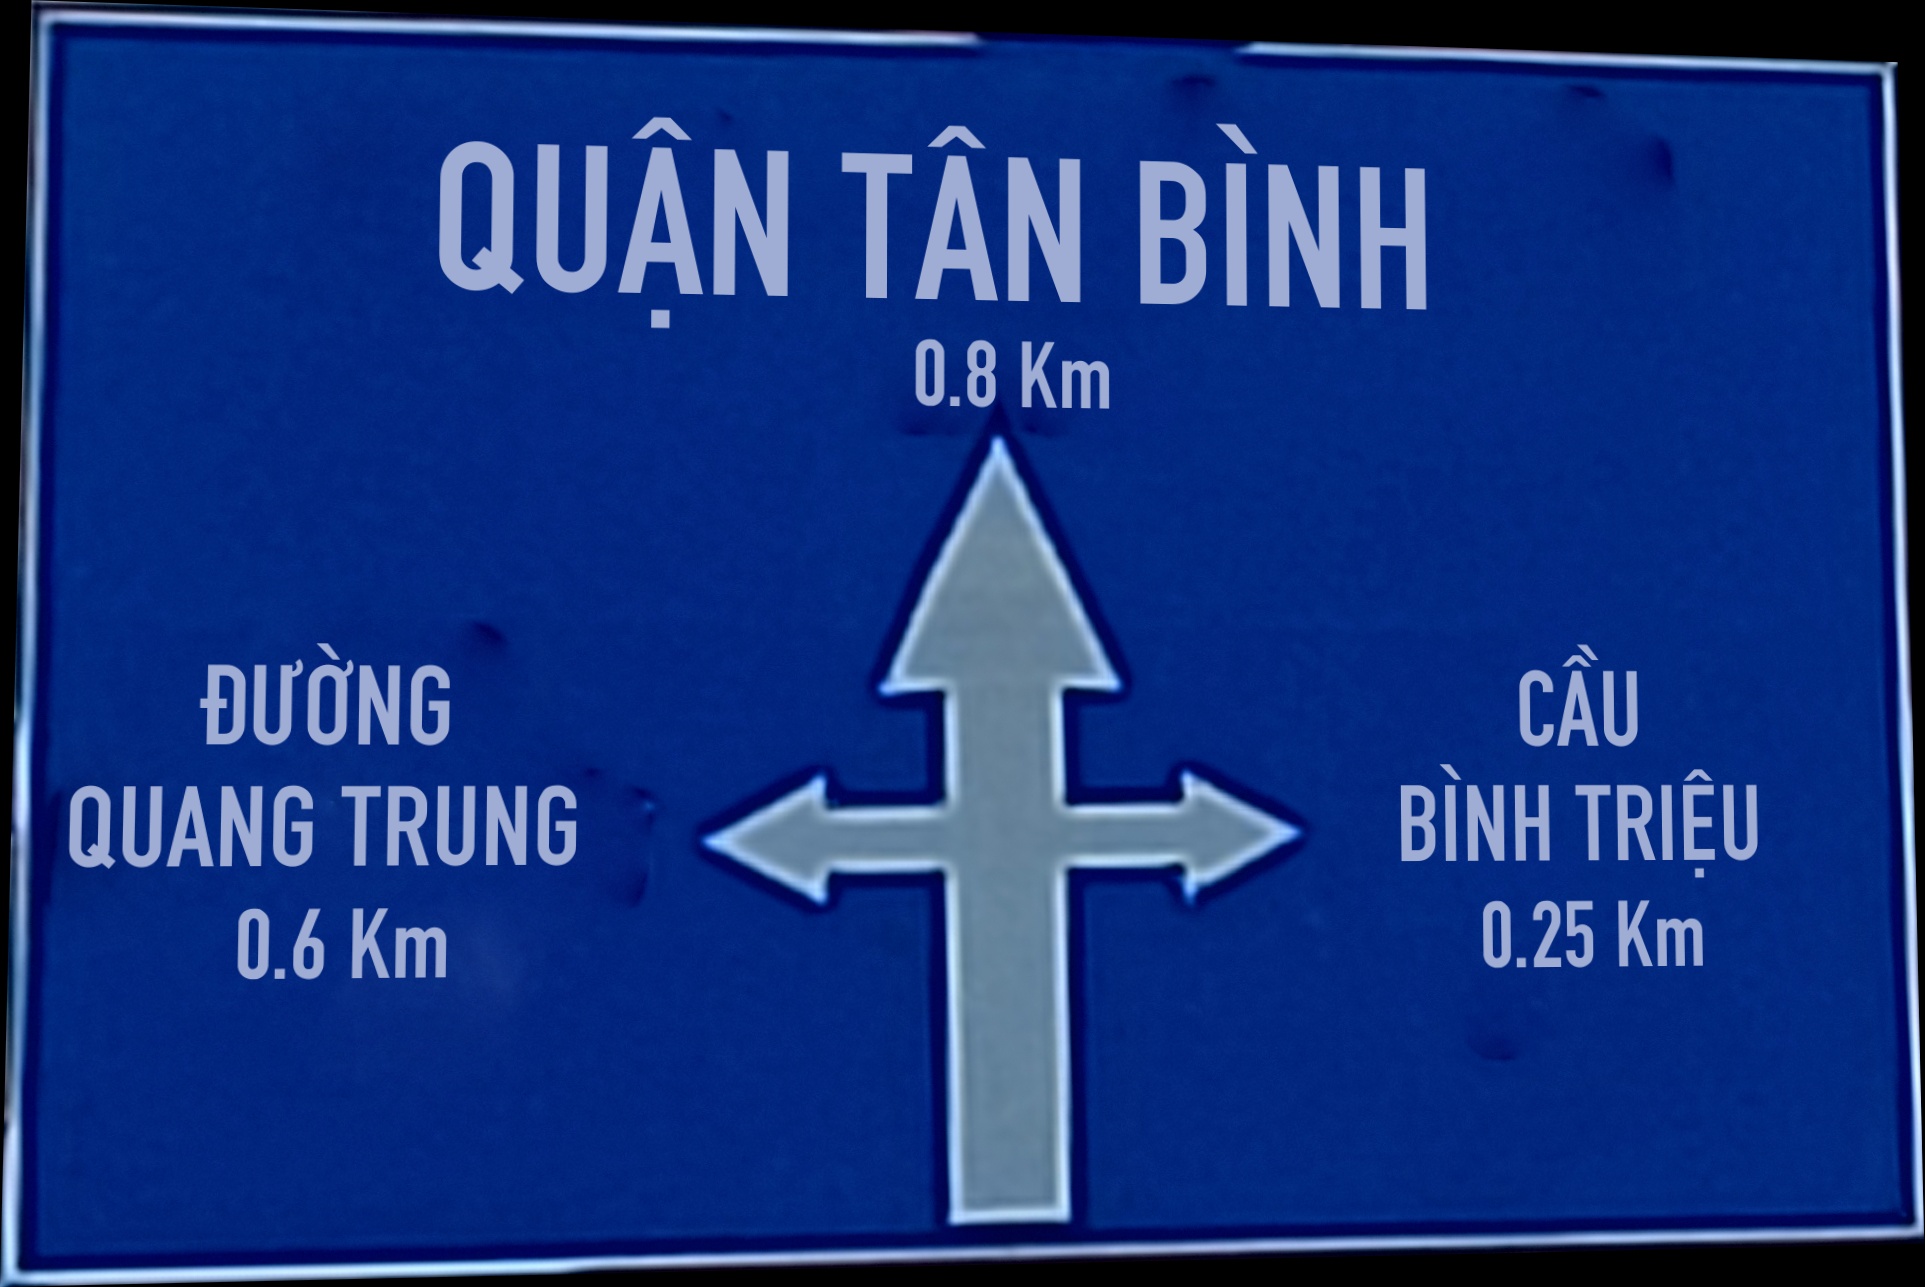 QUẬN TÂN BÌNH
0.8 Km
ĐƯỜNG
QUANG TRUNG
0.6 Km
CẦU
BÌNH TRIỆU
0.25 Km